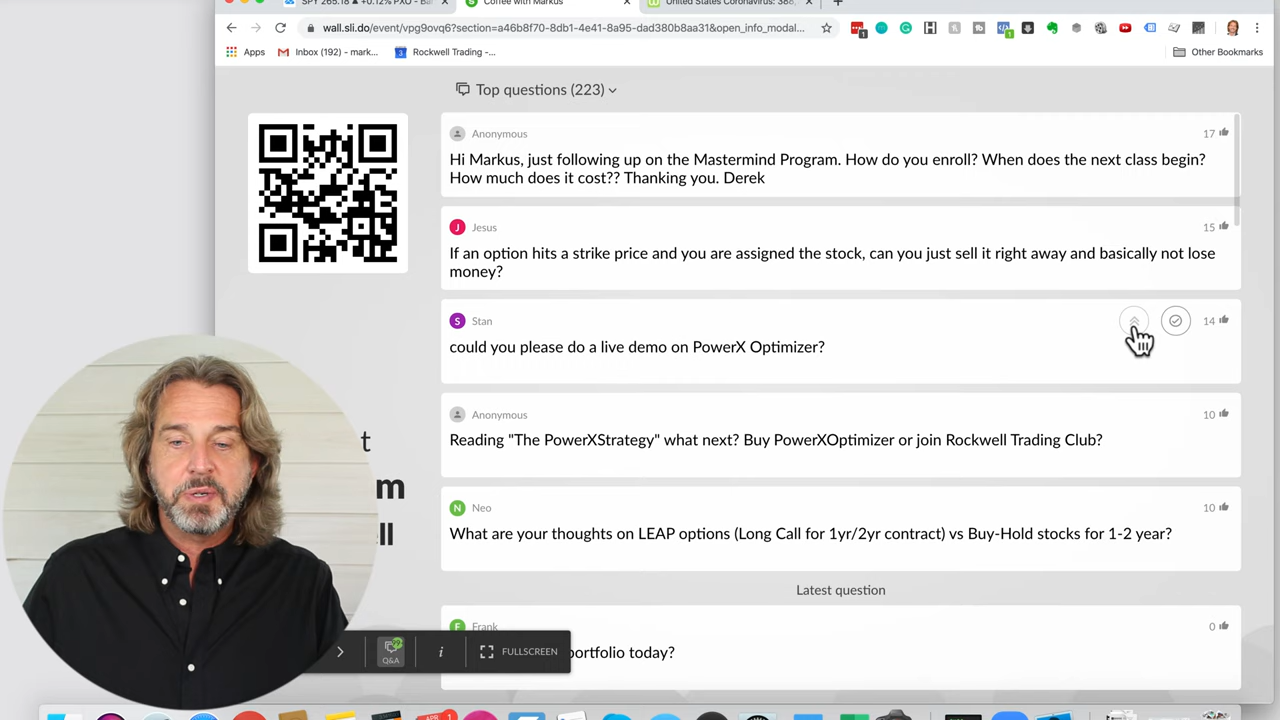 SPY 265.18 ▲ +0.12% PXO - Ba
Coffee with Markus
United States Coronavirus: 388,
wall.sli.do/event/vpg9ovq6?section=a46b8f70-8db1-4e41-8a95-dad380b8aa31&open_info_modal...
Apps
Inbox (192) - mark...
Rockwell Trading -...
Other Bookmarks
Top questions (223)
Anonymous
17
Hi Markus, just following up on the Mastermind Program. How do you enroll? When does the next class begin?
How much does it cost?? Thanking you. Derek
J Jesus
15
If an option hits a strike price and you are assigned the stock, can you just sell it right away and basically not lose
money?
S Stan
14
could you please do a live demo on PowerX Optimizer?
Anonymous
10
Reading "The PowerXStrategy" what next? Buy PowerXOptimizer or join Rockwell Trading Club?
N Neo
10
What are your thoughts on LEAP options (Long Call for 1yr/2yr contract) vs Buy-Hold stocks for 1-2 year?
Latest question
F Frank
0
portfolio today?
t
m
ll
Q&A
i
FULLSCREEN
APR
1